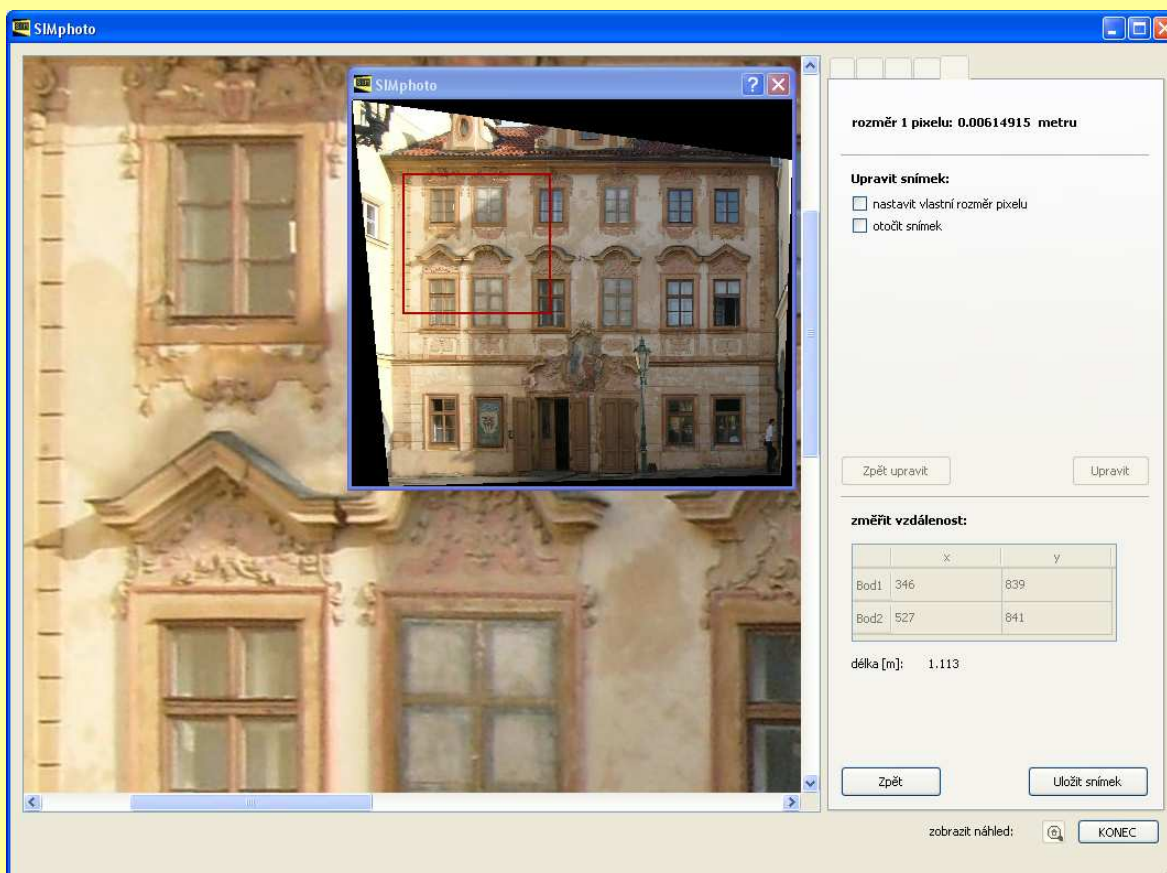 SIMphoto
SIMphoto
rozměr 1 pixelu: 0.00614915 metru
Upravit snímek:
nastavit vlastní rozměr pixelu
otočit snímek
Zpět upravit Upravit
změřit vzdálenost:
x y
Bod1 346 839
Bod2 527 841
délka [m]: 1.113
Zpět Uložit snímek
zobrazit náhled: KONEC